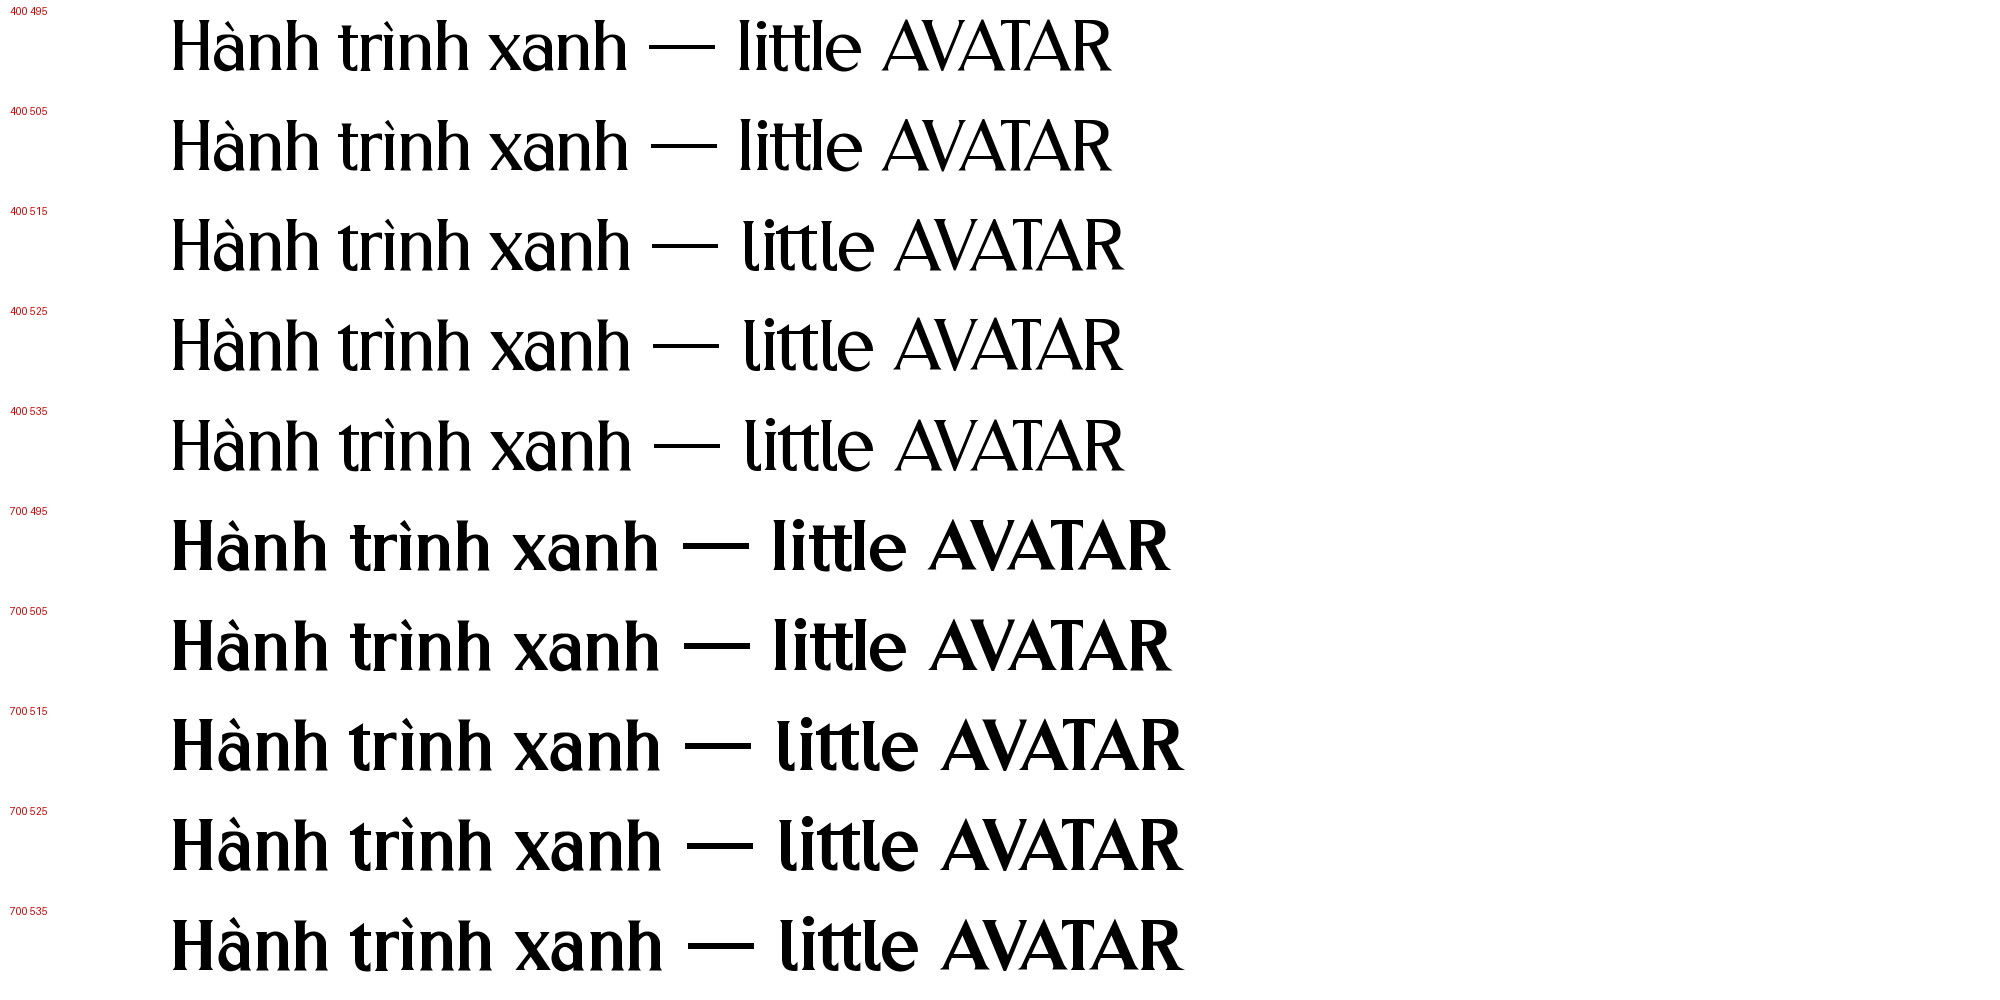 400 495
Hành trình xanh — little AVATAR
400 505
Hành trình xanh — little AVATAR
400 515
Hành trình xanh — little AVATAR
400 525
Hành trình xanh — little AVATAR
400 535
Hành trình xanh — little AVATAR
700 495
Hành trình xanh — little AVATAR
700 505
Hành trình xanh — little AVATAR
700 515
Hành trình xanh — little AVATAR
700 525
Hành trình xanh — little AVATAR
700 535
Hành trình xanh — little AVATAR